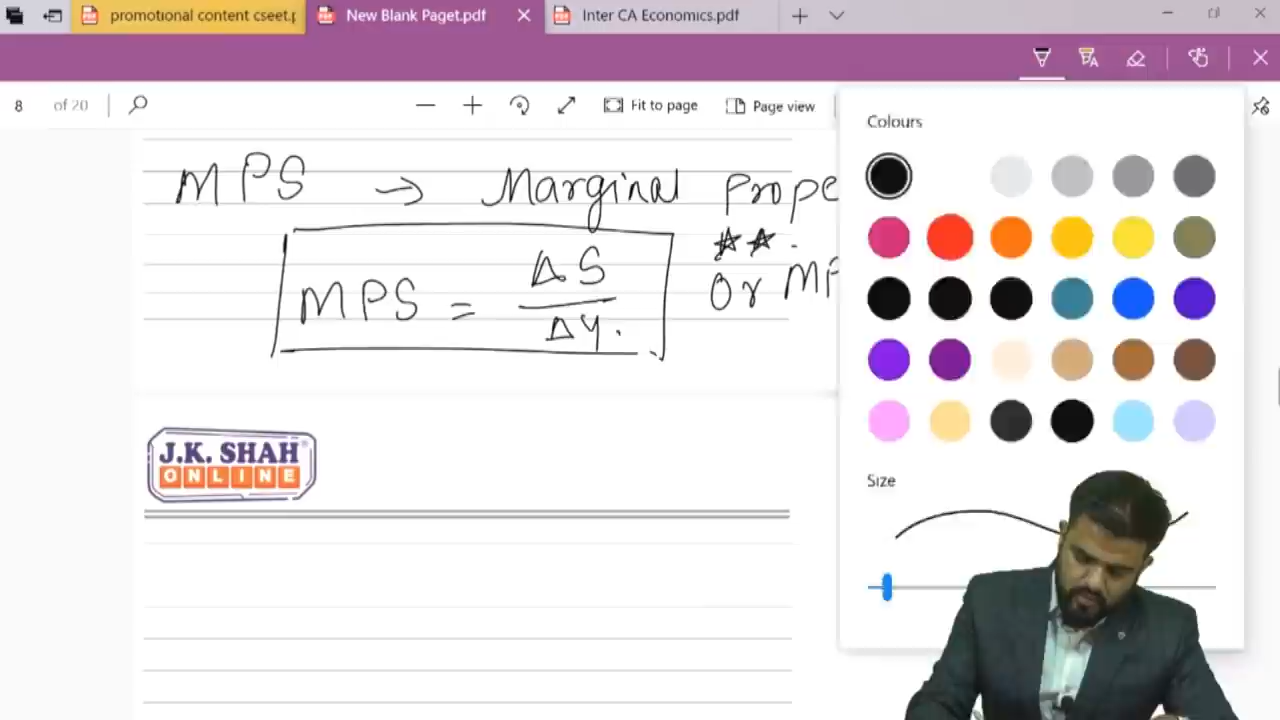 promotional content cseet.p
New Blank Paget.pdf
Inter CA Economics.pdf
8 of 20
Fit to page
Page view
Colours
MPS → Marginal Prope
MPS = ΔS / ΔY.
Or MP
J.K. SHAH
ONLINE
Size